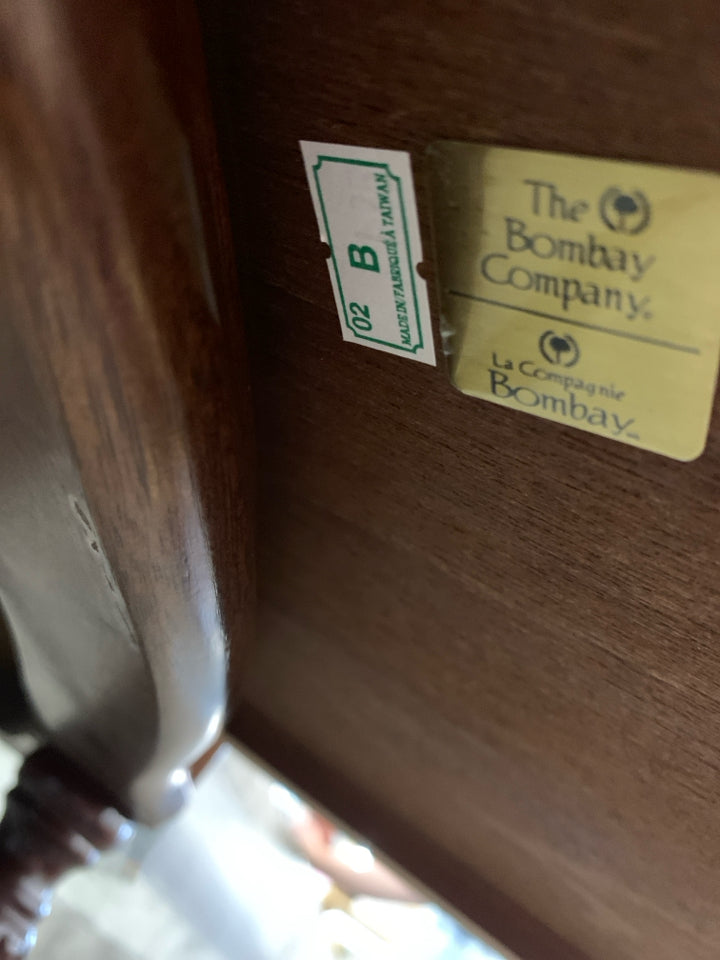 02 B
MADE IN/FABRIQUÉ À TAIWAN
The
Bombay
Company®
La Compagnie
Bombay